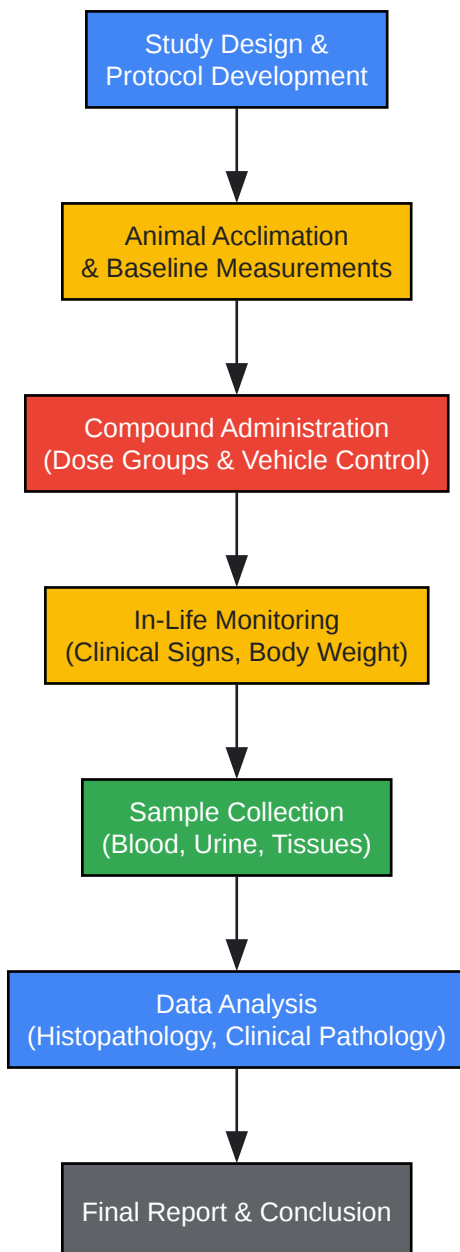 Study Design &
Protocol Development
Animal Acclimation
& Baseline Measurements
Compound Administration
(Dose Groups & Vehicle Control)
In-Life Monitoring
(Clinical Signs, Body Weight)
Sample Collection
(Blood, Urine, Tissues)
Data Analysis
(Histopathology, Clinical Pathology)
Final Report & Conclusion